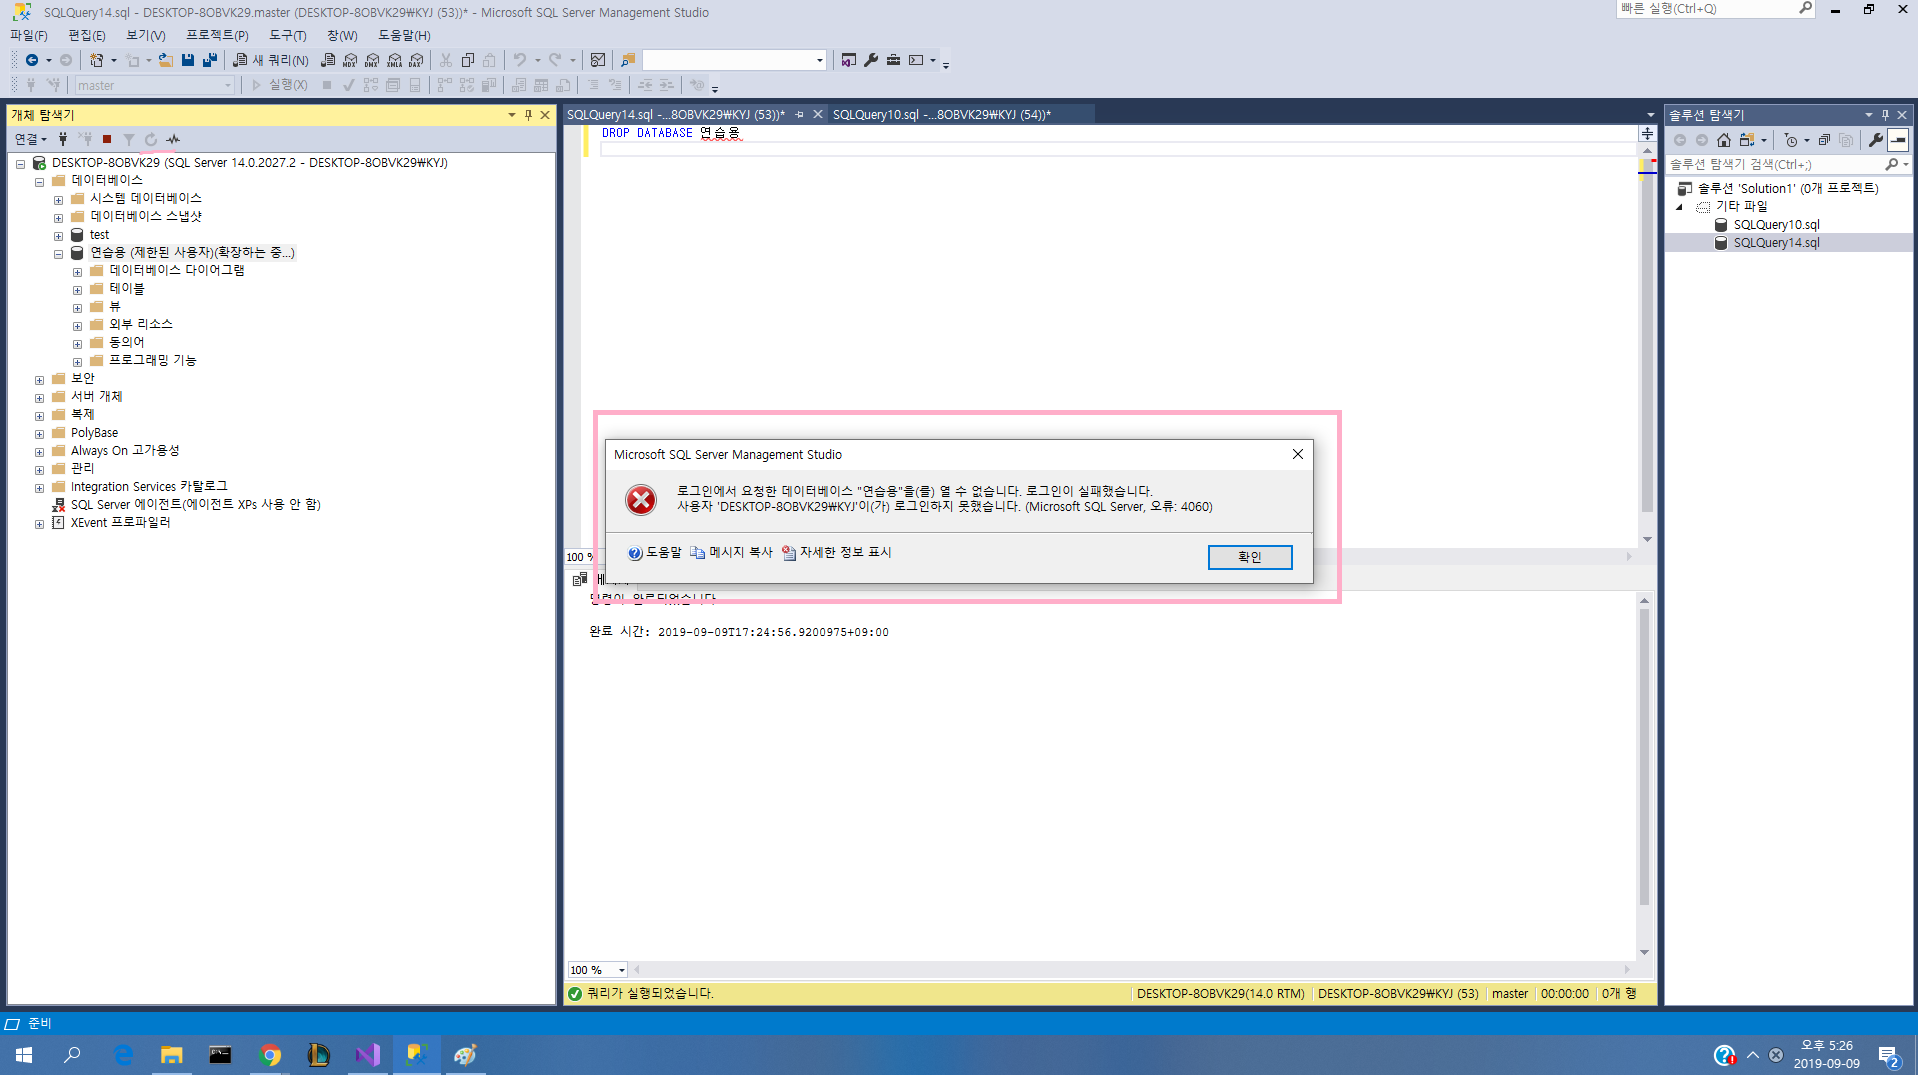 SQLQuery14.sql - DESKTOP-8OBVK29.master (DESKTOP-8OBVK29₩KYJ (53))* - Microsoft SQL Server Management Studio
빠른 실행(Ctrl+Q)
파일(F) 편집(E) 보기(V) 프로젝트(P) 도구(T) 창(W) 도움말(H)
새 쿼리(N)
MDX DMX XMLA DAX
master
실행(X)
개체 탐색기
연결
DESKTOP-8OBVK29 (SQL Server 14.0.2027.2 - DESKTOP-8OBVK29₩KYJ)
데이터베이스
시스템 데이터베이스
데이터베이스 스냅샷
test
연습용 (제한된 사용자)(확장하는 중...)
데이터베이스 다이어그램
테이블
뷰
외부 리소스
동의어
프로그래밍 기능
보안
서버 개체
복제
PolyBase
Always On 고가용성
관리
Integration Services 카탈로그
SQL Server 에이전트(에이전트 XPs 사용 안 함)
XEvent 프로파일러
SQLQuery14.sql -...8OBVK29₩KYJ (53))*
SQLQuery10.sql -...8OBVK29₩KYJ (54))*
DROP DATABASE 연습용
Microsoft SQL Server Management Studio
로그인에서 요청한 데이터베이스 "연습용"을(를) 열 수 없습니다. 로그인이 실패했습니다.
사용자 'DESKTOP-8OBVK29₩KYJ'이(가) 로그인하지 못했습니다. (Microsoft SQL Server, 오류: 4060)
도움말 메시지 복사 자세한 정보 표시
확인
100 %
완료 시간: 2019-09-09T17:24:56.9200975+09:00
100 %
쿼리가 실행되었습니다.
DESKTOP-8OBVK29(14.0 RTM) DESKTOP-8OBVK29₩KYJ (53) master 00:00:00 0개 행
솔루션 탐색기
솔루션 탐색기 검색(Ctrl+;)
솔루션 'Solution1' (0개 프로젝트)
기타 파일
SQLQuery10.sql
SQLQuery14.sql
준비
오후 5:26
2019-09-09
2